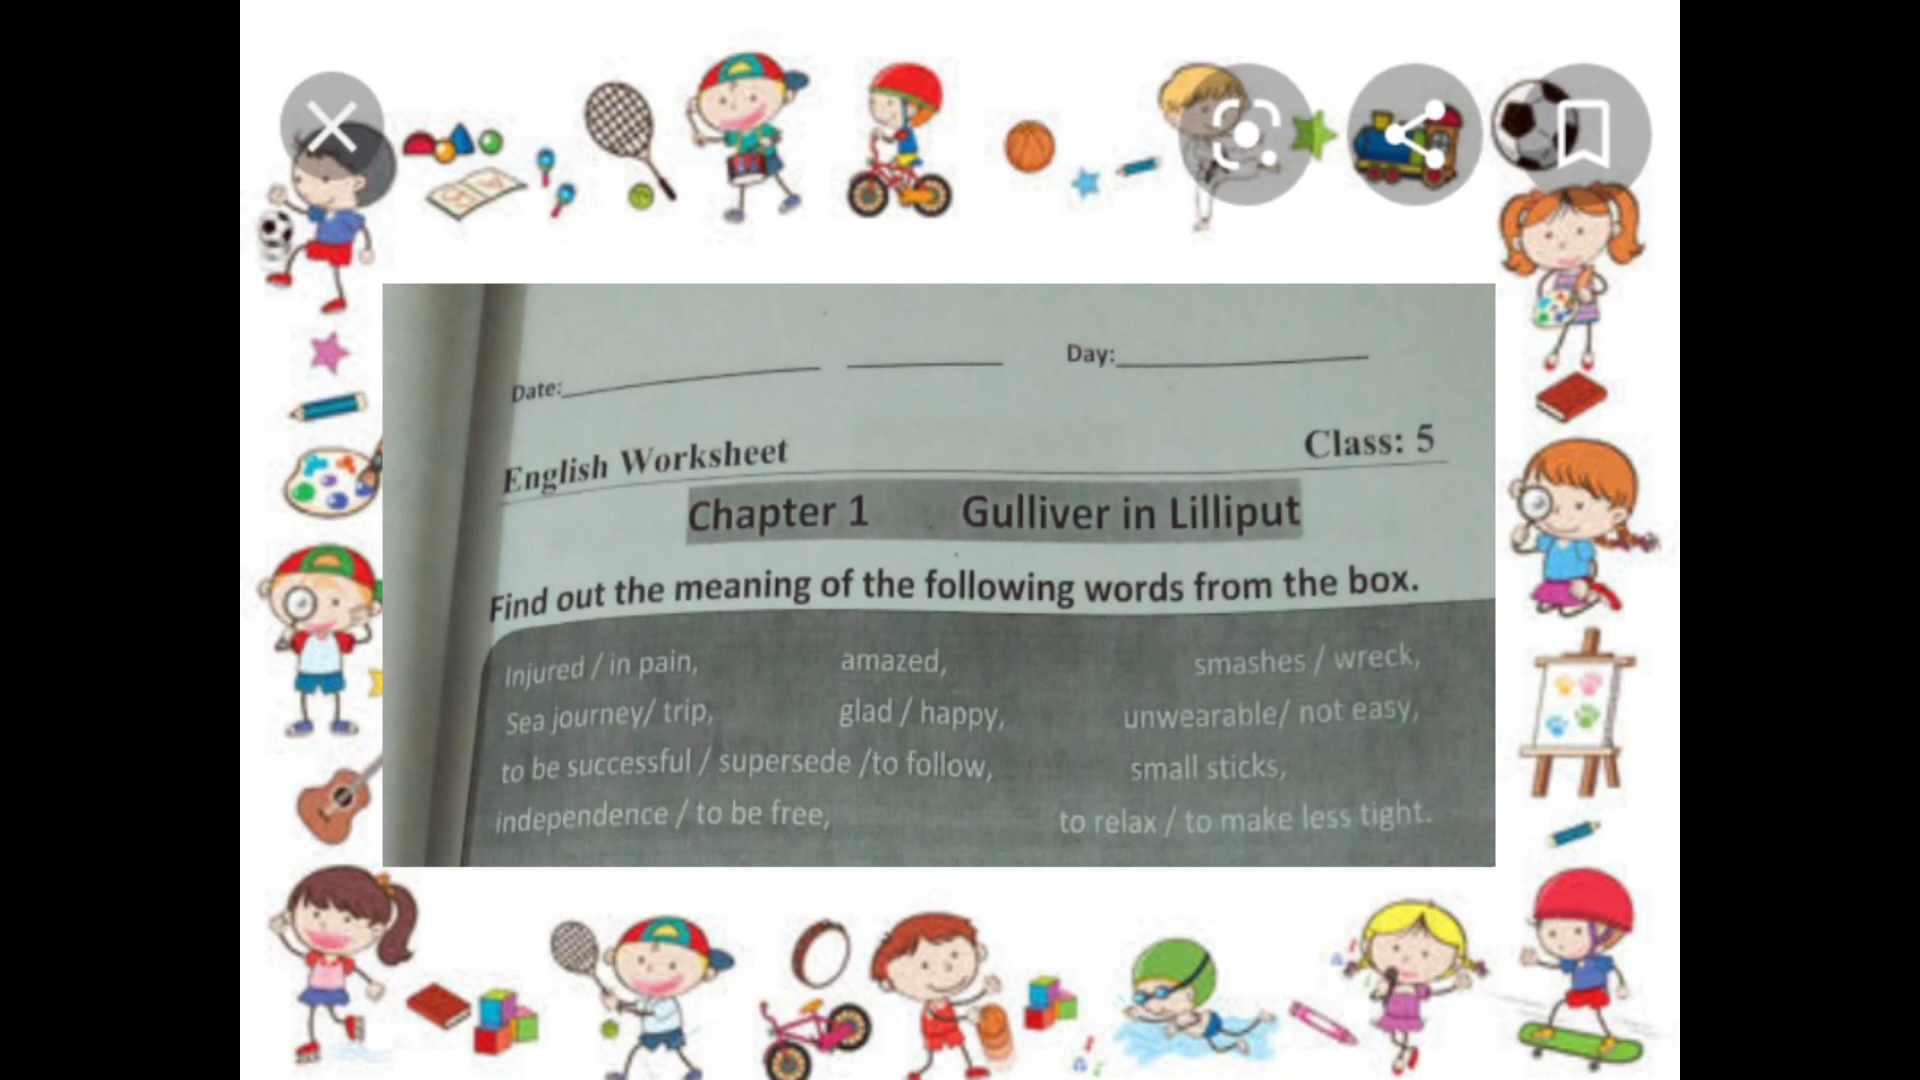 Date:
Day:
English Worksheet
Class: 5
Chapter 1 Gulliver in Lilliput
Find out the meaning of the following words from the box.
Injured / in pain, amazed, smashes / wreck,
Sea journey/ trip, glad / happy, unwearable/ not easy,
to be successful / supersede /to follow, small sticks,
independence / to be free, to relax / to make less tight.